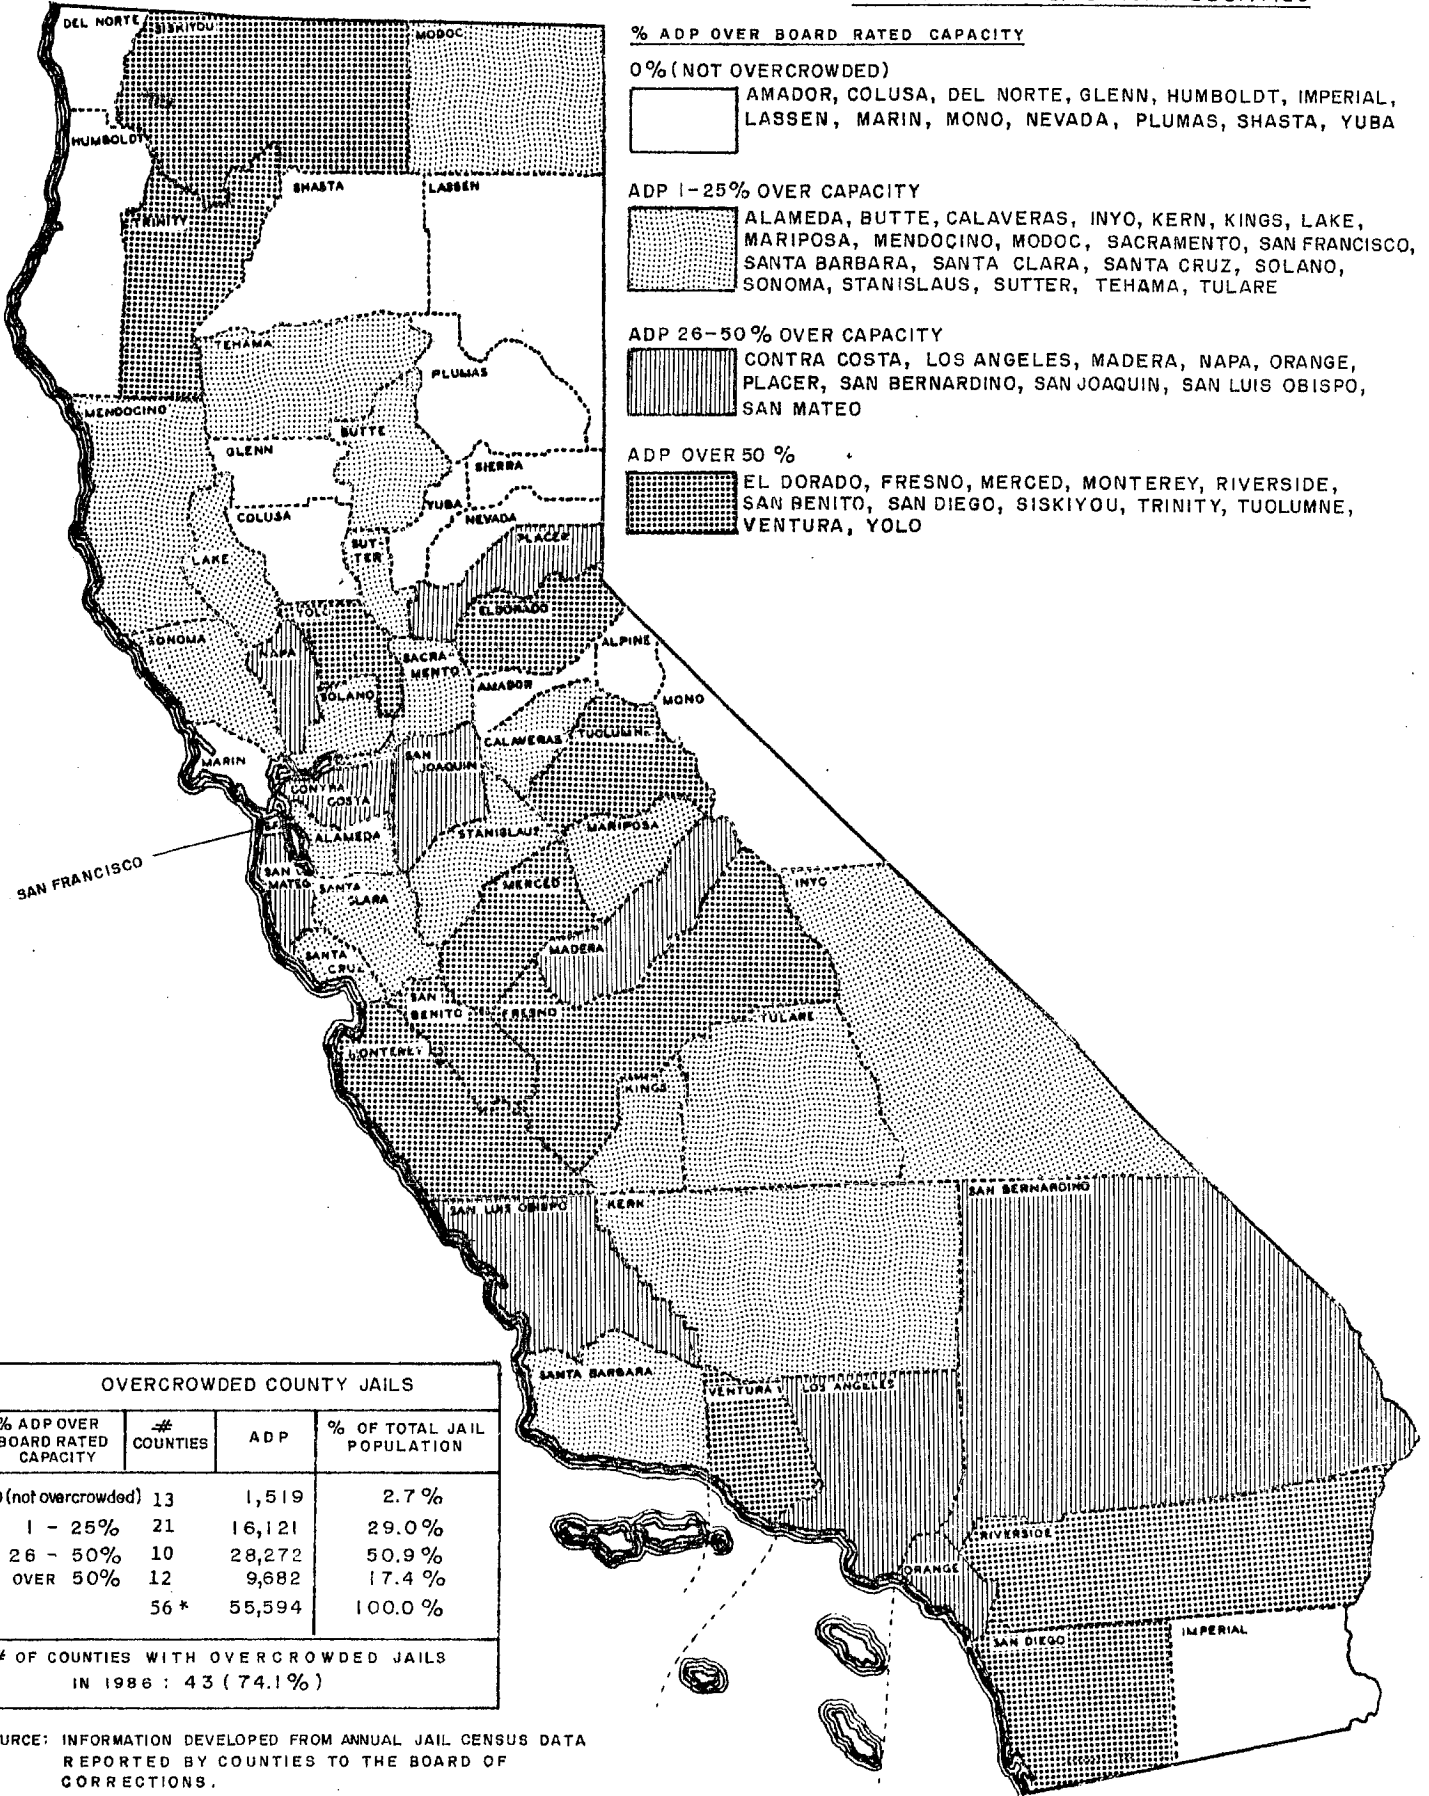 % ADP OVER BOARD RATED CAPACITY
0% (NOT OVERCROWDED)
AMADOR, COLUSA, DEL NORTE, GLENN, HUMBOLDT, IMPERIAL,
LASSEN, MARIN, MONO, NEVADA, PLUMAS, SHASTA, YUBA
ADP 1-25% OVER CAPACITY
ALAMEDA, BUTTE, CALAVERAS, INYO, KERN, KINGS, LAKE,
MARIPOSA, MENDOCINO, MODOC, SACRAMENTO, SAN FRANCISCO,
SANTA BARBARA, SANTA CLARA, SANTA CRUZ, SOLANO,
SONOMA, STANISLAUS, SUTTER, TEHAMA, TULARE
ADP 26-50% OVER CAPACITY
CONTRA COSTA, LOS ANGELES, MADERA, NAPA, ORANGE,
PLACER, SAN BERNARDINO, SAN JOAQUIN, SAN LUIS OBISPO,
SAN MATEO
ADP OVER 50 %
EL DORADO, FRESNO, MERCED, MONTEREY, RIVERSIDE,
SAN BENITO, SAN DIEGO, SISKIYOU, TRINITY, TUOLUMNE,
VENTURA, YOLO
DEL NORTE
SISKIYOU
MODOC
HUMBOLDT
SHASTA
LASSEN
TRINITY
TEHAMA
PLUMAS
MENDOCINO
BUTTE
GLENN
SIERRA
YUBA
COLUSA
NEVADA
PLACER
SUT-
TER
LAKE
YOLO
ELDORADO
SONOMA
NAPA
SACRA-
MENTO
ALPINE
SOLANO
AMADOR
MONO
CALAVERAS
TUOLUMNE
MARIN
SAN
JOAQUIN
CONTRA
COSTA
STANISLAUS
MARIPOSA
S.F.
ALAMEDA
SAN FRANCISCO
SAN
MATEO
SANTA
CLARA
MERCED
INYO
MADERA
SANTA
CRUZ
SAN
BENITO
FRESNO
TULARE
MONTEREY
KINGS
SAN LUIS OBISPO
KERN
SAN BERNARDINO
SANTA BARBARA
VENTURA
LOS ANGELES
RIVERSIDE
ORANGE
SAN DIEGO
IMPERIAL
OVERCROWDED COUNTY JAILS
% ADP OVER
BOARD RATED
CAPACITY
#
COUNTIES
ADP
% OF TOTAL JAIL
POPULATION
(not overcrowded) 13 1,519 2.7 %
1 - 25% 21 16,121 29.0 %
26 - 50% 10 28,272 50.9 %
OVER 50% 12 9,682 17.4 %
56 * 55,594 100.0 %
# OF COUNTIES WITH OVERCROWDED JAILS
IN 1986 : 43 (74.1%)
URCE: INFORMATION DEVELOPED FROM ANNUAL JAIL CENSUS DATA
REPORTED BY COUNTIES TO THE BOARD OF
CORRECTIONS.